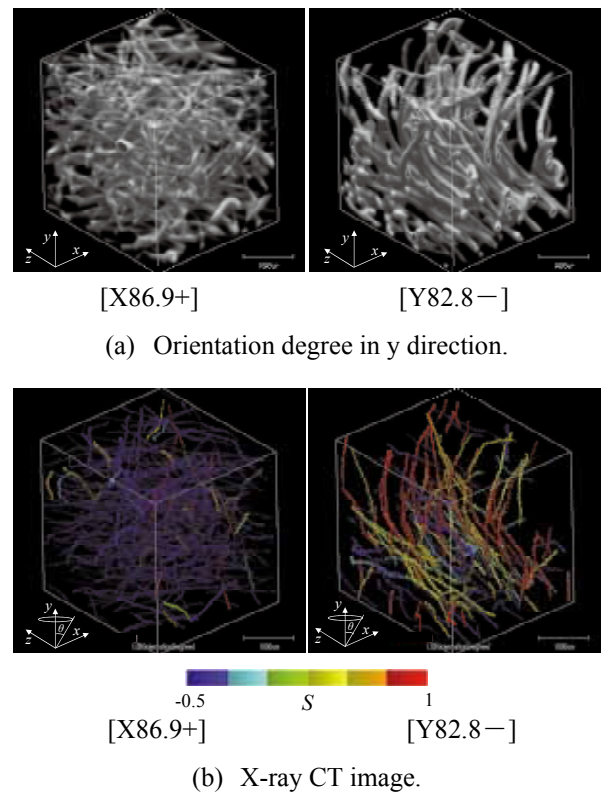 y
z
x
y
z
x
[X86.9+]
[Y82.8－]
(a) Orientation degree in y direction.
y
θ
z
x
y
θ
z
x
-0.5
S
1
[X86.9+]
[Y82.8－]
(b) X-ray CT image.